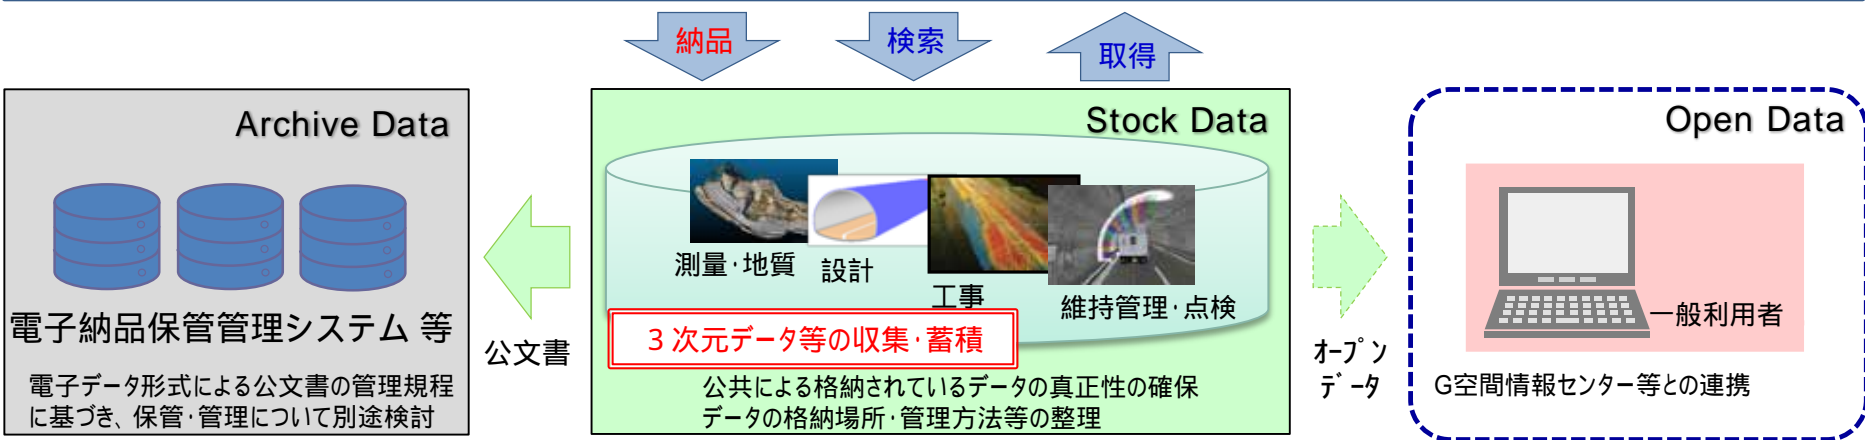 納品
検索
取得
Archive Data
電子納品保管管理システム 等
電子データ形式による公文書の管理規程
に基づき、保管・管理について別途検討
公文書
Stock Data
測量・地質
設計
工事
維持管理・点検
３次元データ等の収集・蓄積
公共による格納されているデータの真正性の確保
データの格納場所・管理方法等の整理
ｵｰﾌﾟﾝ
ﾃﾞｰﾀ
Open Data
一般利用者
G空間情報センター等との連携